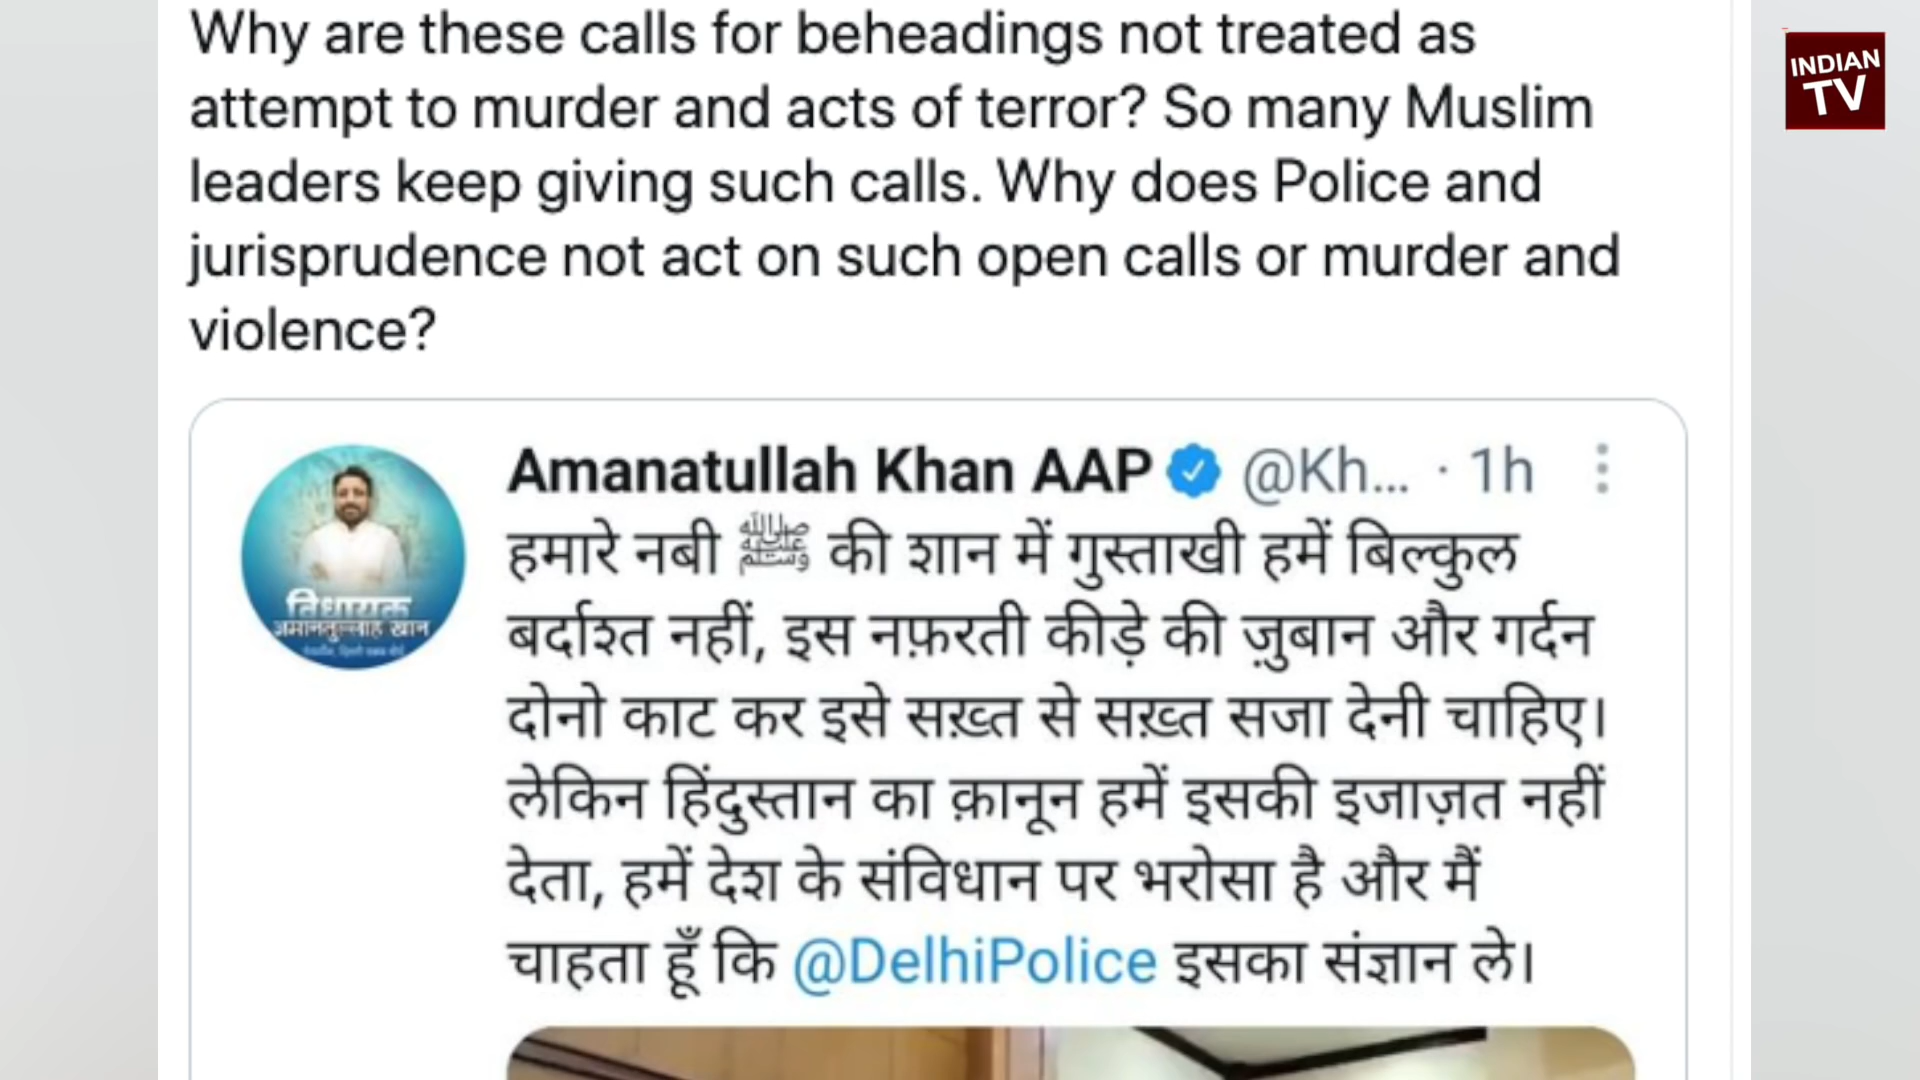 Why are these calls for beheadings not treated as
attempt to murder and acts of terror? So many Muslim
leaders keep giving such calls. Why does Police and
jurisprudence not act on such open calls or murder and
violence?
INDIAN
TV
Amanatullah Khan AAP @Kh... · 1h
हमारे नबी ﷺ की शान में गुस्ताखी हमें बिल्कुल
बर्दाश्त नहीं, इस नफ़रती कीड़े की ज़ुबान और गर्दन
दोनो काट कर इसे सख़्त से सख़्त सजा देनी चाहिए।
लेकिन हिंदुस्तान का क़ानून हमें इसकी इजाज़त नहीं
देता, हमें देश के संविधान पर भरोसा है और मैं
चाहता हूँ कि @DelhiPolice इसका संज्ञान ले।
विधायक
अमानतुल्लाह खान